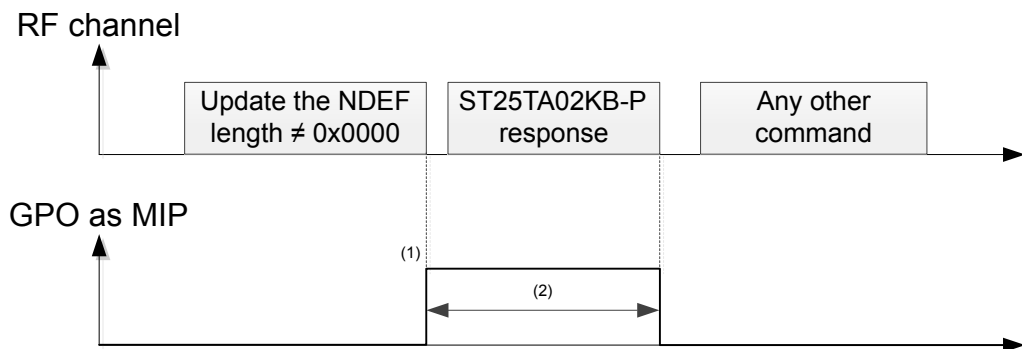 RF channel
Update the NDEF
length ≠ 0x0000
ST25TA02KB-P
response
Any other
command
GPO as MIP
(1)
(2)